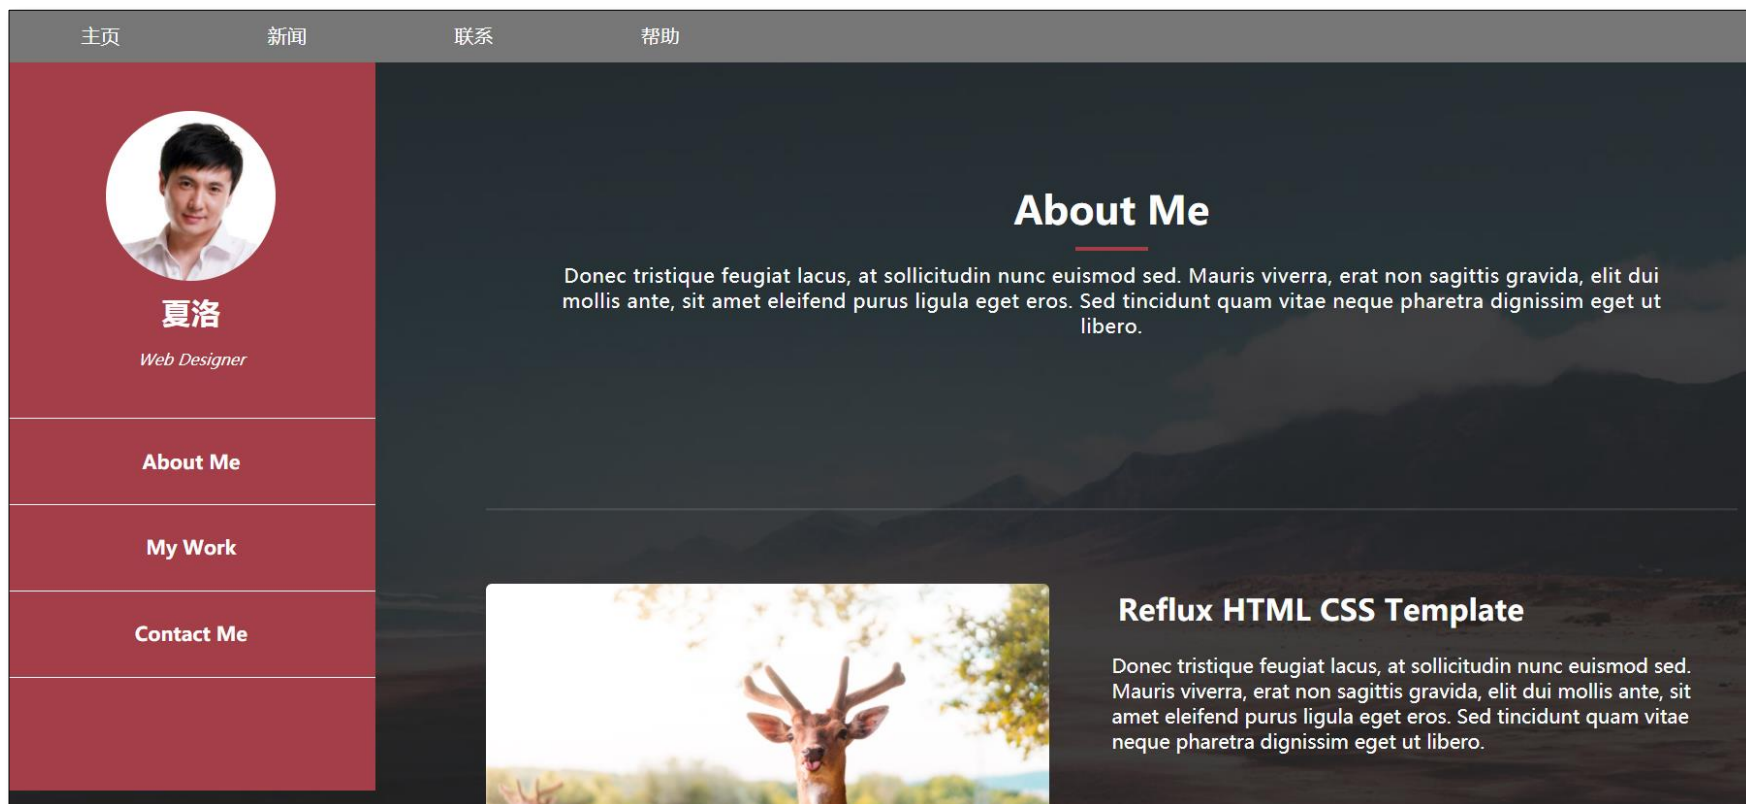 主页 新闻 联系 帮助
夏洛
Web Designer
About Me
My Work
Contact Me
About Me
Donec tristique feugiat lacus, at sollicitudin nunc euismod sed. Mauris viverra, erat non sagittis gravida, elit dui
mollis ante, sit amet eleifend purus ligula eget eros. Sed tincidunt quam vitae neque pharetra dignissim eget ut
libero.
Reflux HTML CSS Template
Donec tristique feugiat lacus, at sollicitudin nunc euismod sed.
Mauris viverra, erat non sagittis gravida, elit dui mollis ante, sit
amet eleifend purus ligula eget eros. Sed tincidunt quam vitae
neque pharetra dignissim eget ut libero.